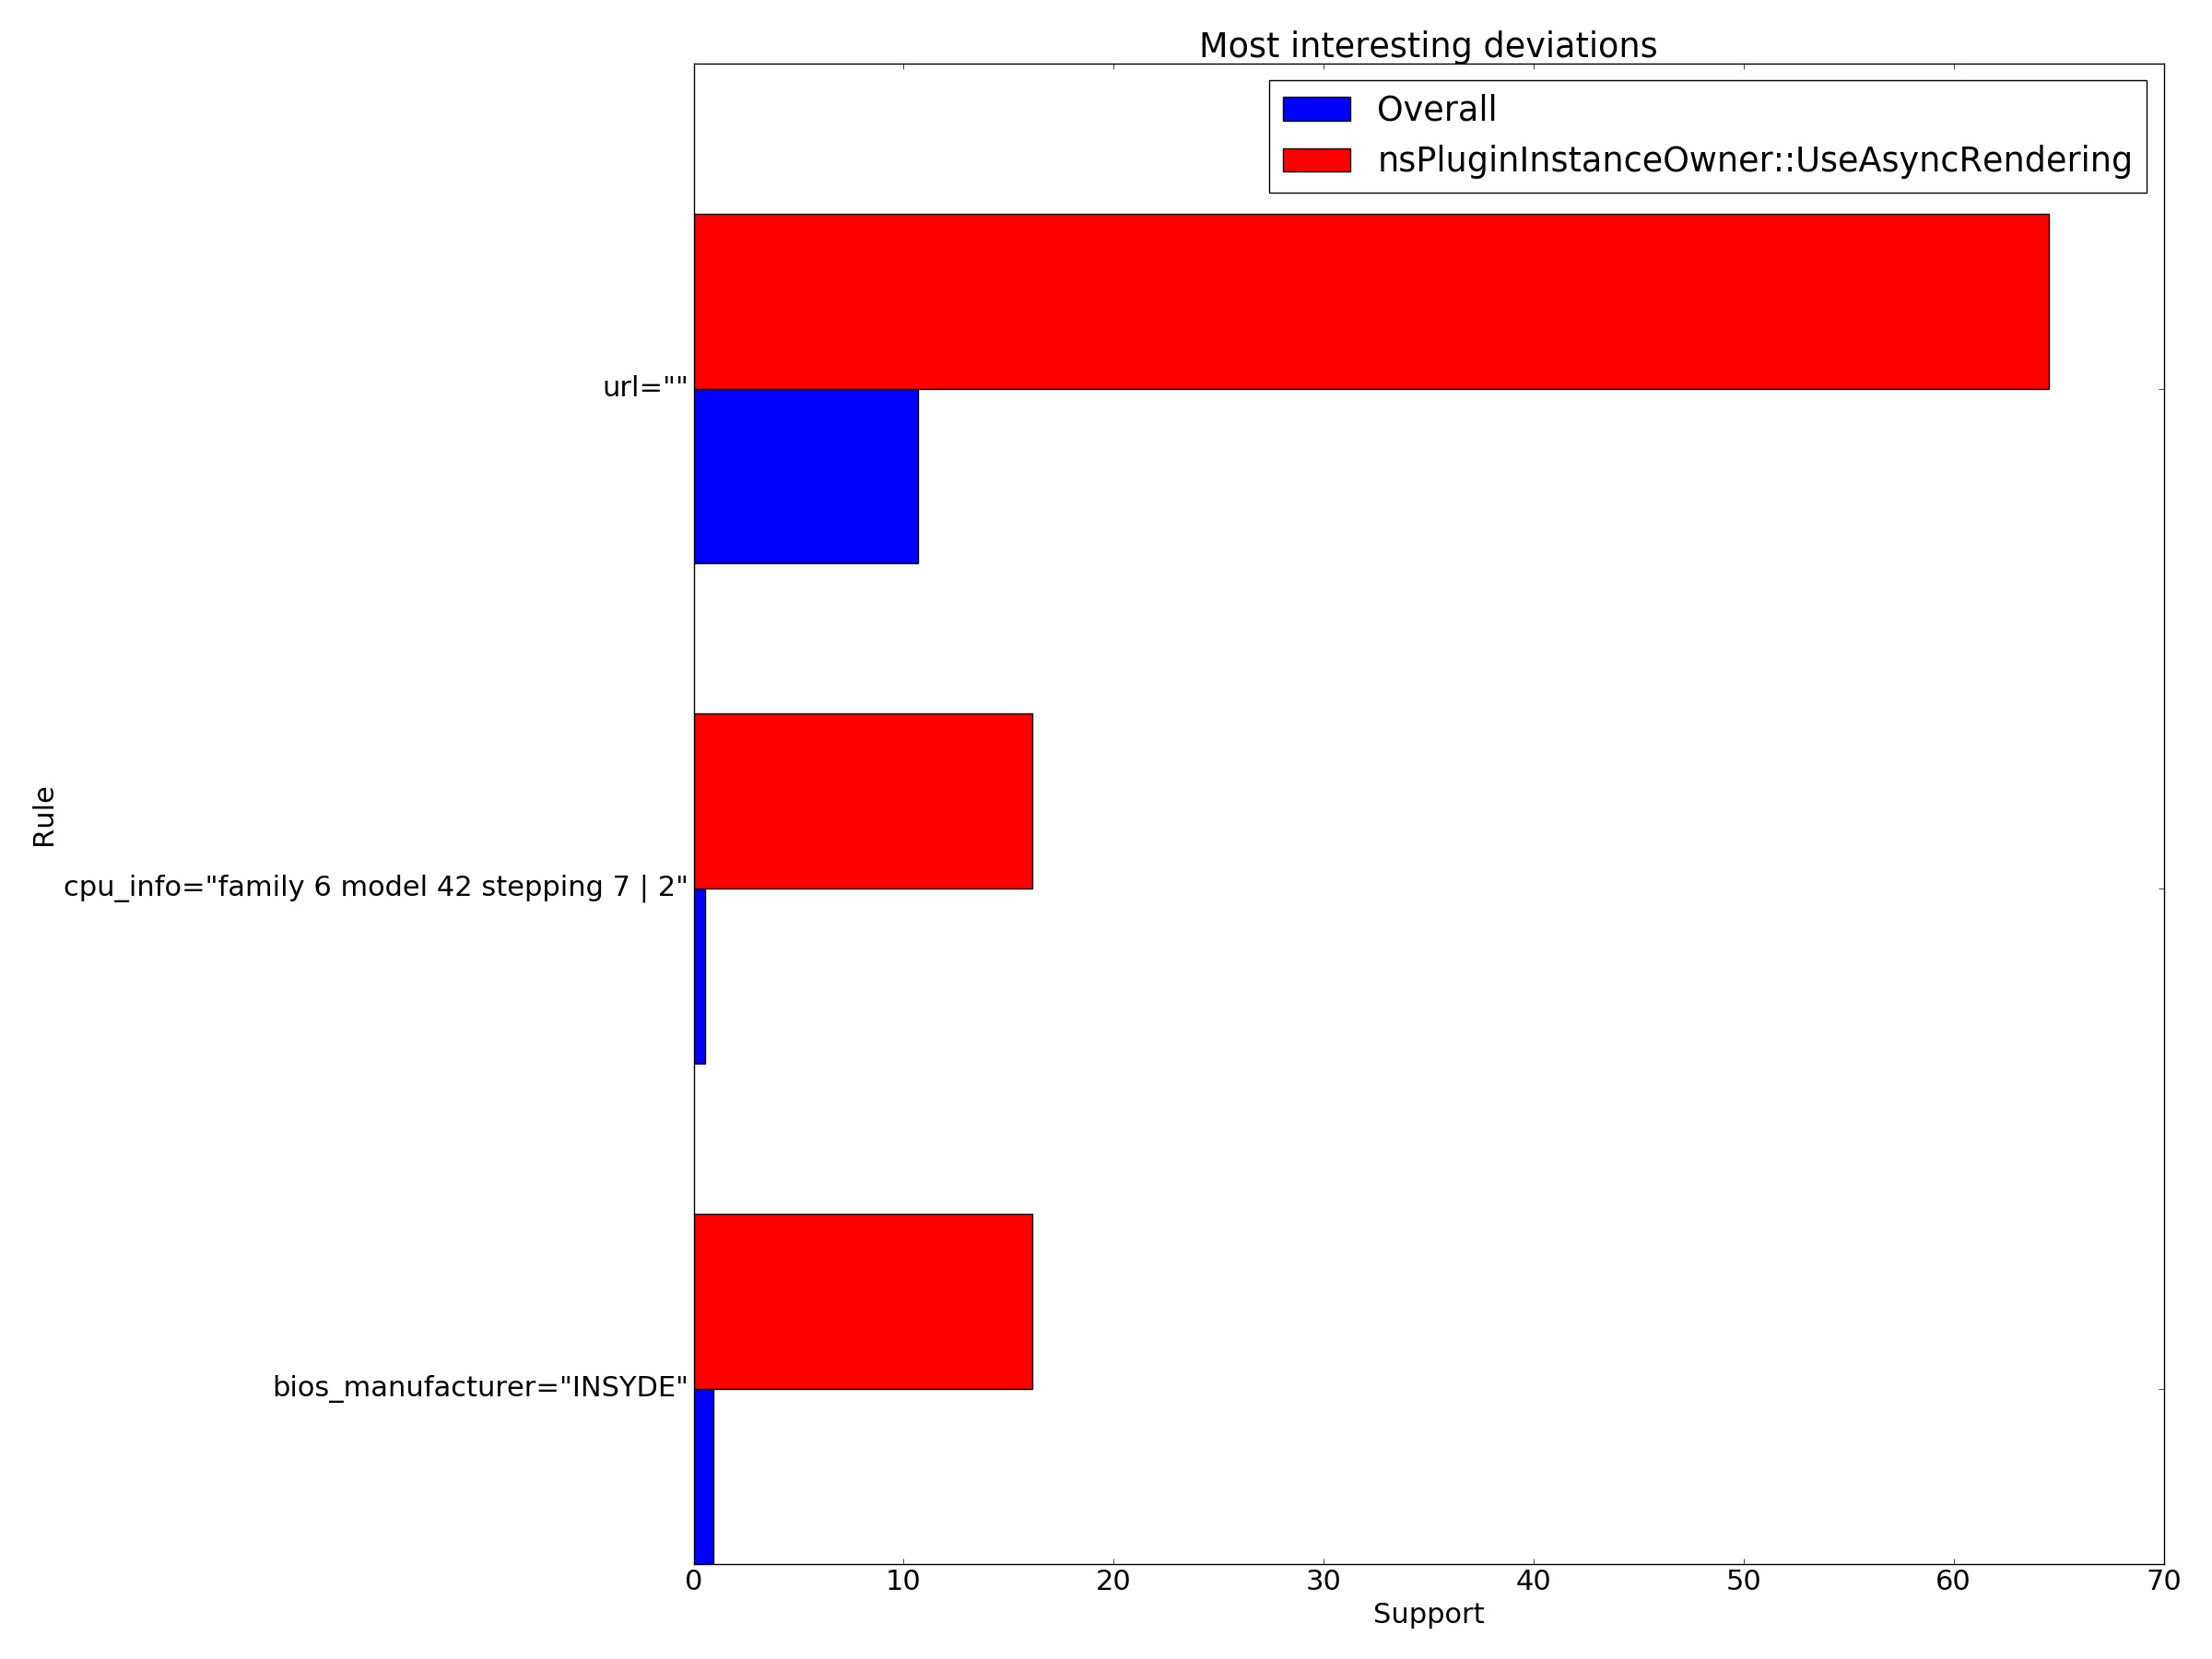 Most interesting deviations
Overall
nsPluginInstanceOwner::UseAsyncRendering
url=""
Rule
cpu_info="family 6 model 42 stepping 7 | 2"
bios_manufacturer="INSYDE"
0 10 20 30 40 50 60 70
Support